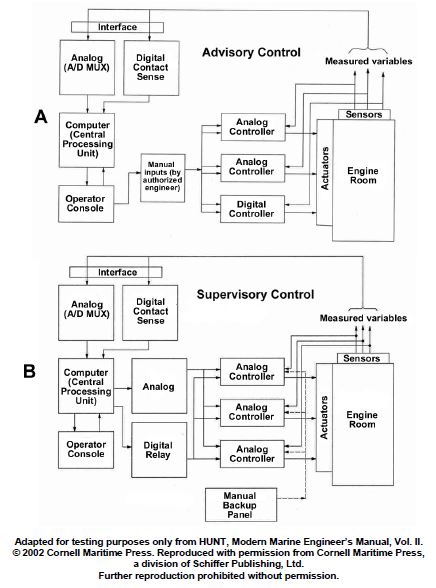 Interface
Analog
(A/D MUX)
Digital
Contact
Sense
Advisory Control
Measured variables
A
Computer
(Central
Processing
Unit)
Operator
Console
Manual
inputs (by
authorized
engineer)
Analog
Controller
Analog
Controller
Digital
Controller
Actuators
Sensors
Engine
Room
Interface
Analog
(A/D MUX)
Digital
Contact
Sense
Supervisory Control
Measured variables
B
Computer
(Central
Processing
Unit)
Operator
Console
Analog
Digital
Relay
Analog
Controller
Analog
Controller
Analog
Controller
Manual
Backup
Panel
Actuators
Sensors
Engine
Room
Adapted for testing purposes only from HUNT, Modern Marine Engineer's Manual, Vol. II.
© 2002 Cornell Maritime Press. Reproduced with permission from Cornell Maritime Press,
a division of Schiffer Publishing, Ltd.
Further reproduction prohibited without permission.